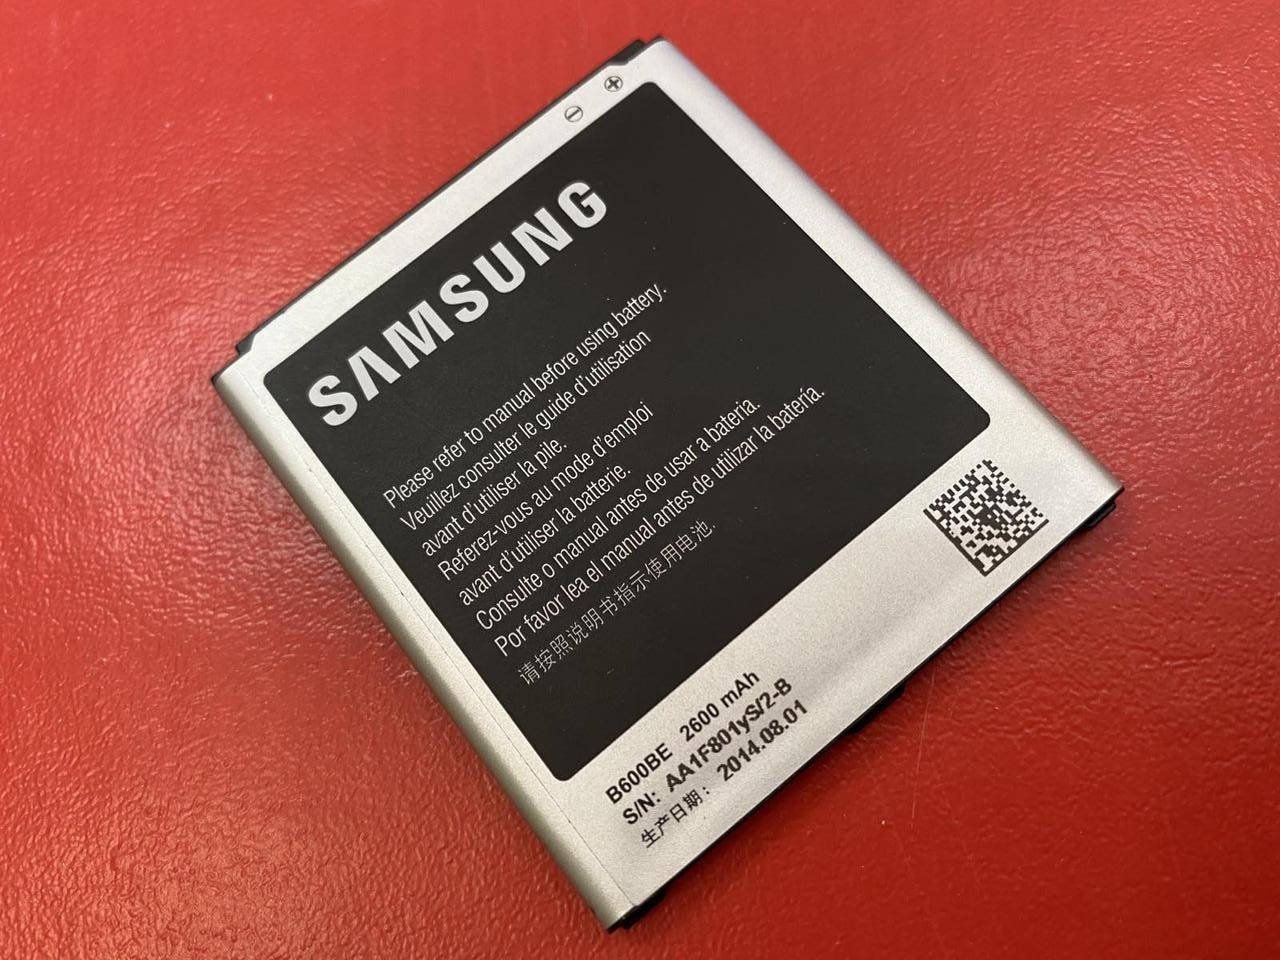 SAMSUNG
Please refer to manual before using battery.
Veuillez consulter le guide d'utilisation
avant d'utiliser la pile.
Referez-vous au mode d'emploi
avant d'utiliser la batterie.
Consulte o manual antes de usar a bateria.
Por favor lea el manual antes de utilizar la batería.
请按照说明书指示使用电池.
B600BE 2600 mAh
S/N: AA1F801yS/2-B
生产日期: 2014.08.01